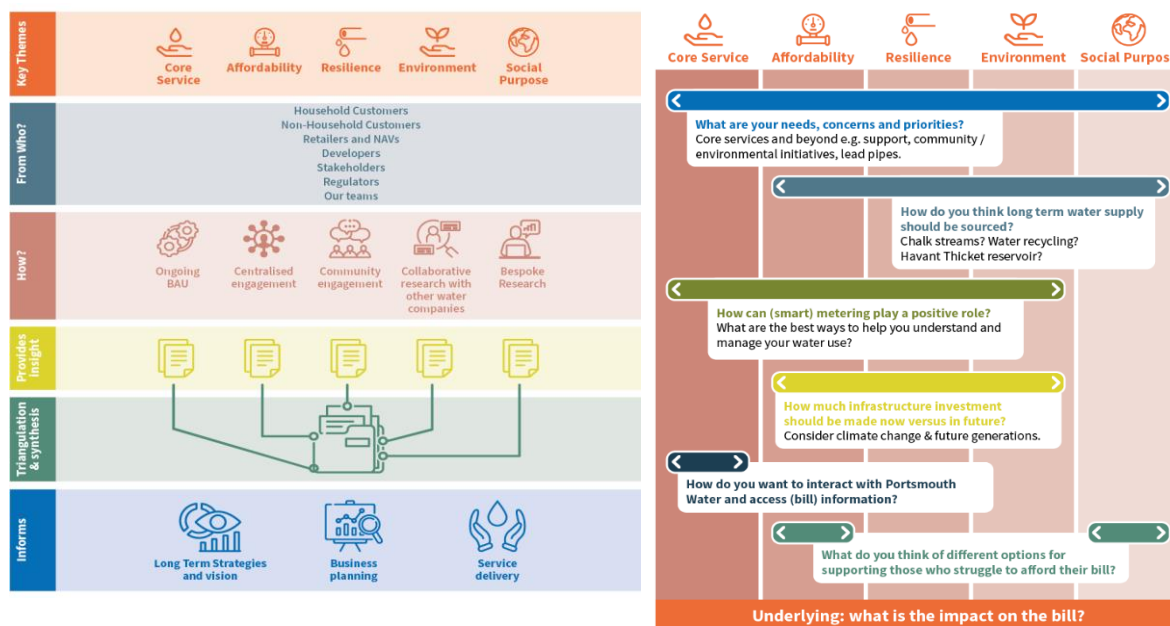 Key Themes
Core
Service
Affordability
Resilience
Environment
Social
Purpose
From Who?
Household Customers
Non-Household Customers
Retailers and NAVs
Developers
Stakeholders
Regulators
Our teams
How?
Ongoing
BAU
Centralised
engagement
Community
engagement
Collaborative
research with
other water
companies
Bespoke
Research
Provides
insight
Triangulation
& synthesis
Informs
Long Term Strategies
and vision
Business
planning
Service
delivery
Core Service
Affordability
Resilience
Environment
Social Purpos
What are your needs, concerns and priorities?
Core services and beyond e.g. support, community /
environmental initiatives, lead pipes.
How do you think long term water supply
should be sourced?
Chalk streams? Water recycling?
Havant Thicket reservoir?
How can (smart) metering play a positive role?
What are the best ways to help you understand and
manage your water use?
How much infrastructure investment
should be made now versus in future?
Consider climate change & future generations.
How do you want to interact with Portsmouth
Water and access (bill) information?
What do you think of different options for
supporting those who struggle to afford their bill?
Underlying: what is the impact on the bill?